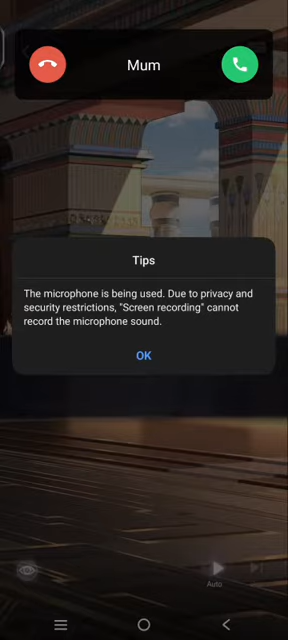 Mum
Tips
The microphone is being used. Due to privacy and
security restrictions, "Screen recording" cannot
record the microphone sound.
OK
Auto